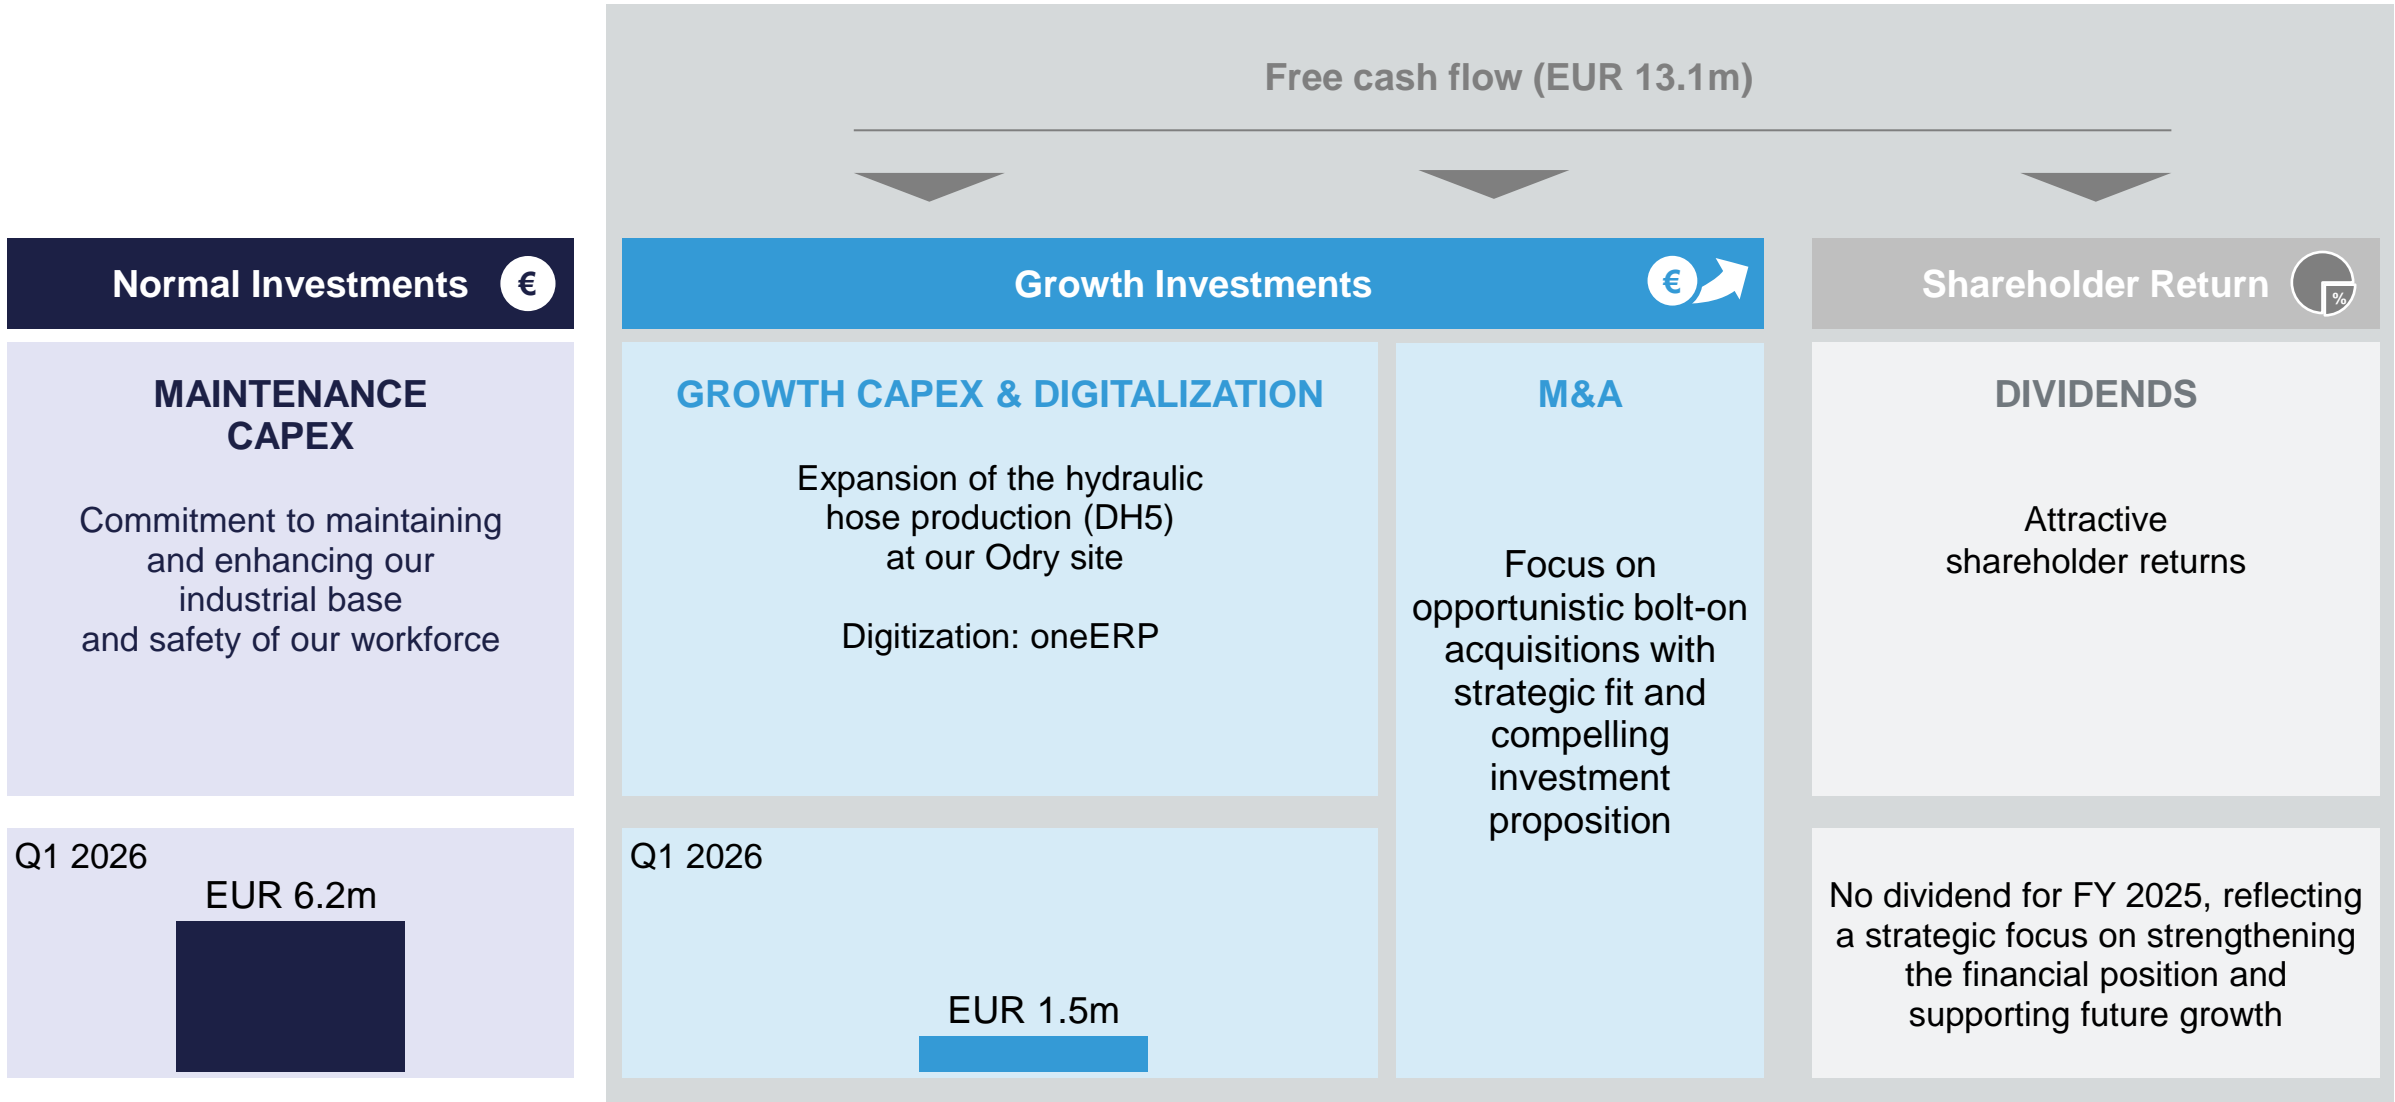 Free cash flow (EUR 13.1m)
Normal Investments €
Growth Investments €
Shareholder Return %
MAINTENANCE
CAPEX
Commitment to maintaining
and enhancing our
industrial base
and safety of our workforce
Q1 2026
EUR 6.2m
GROWTH CAPEX & DIGITALIZATION
Expansion of the hydraulic
hose production (DH5)
at our Odry site
Digitization: oneERP
Q1 2026
EUR 1.5m
M&A
Focus on
opportunistic bolt-on
acquisitions with
strategic fit and
compelling
investment
proposition
DIVIDENDS
Attractive
shareholder returns
No dividend for FY 2025, reflecting
a strategic focus on strengthening
the financial position and
supporting future growth